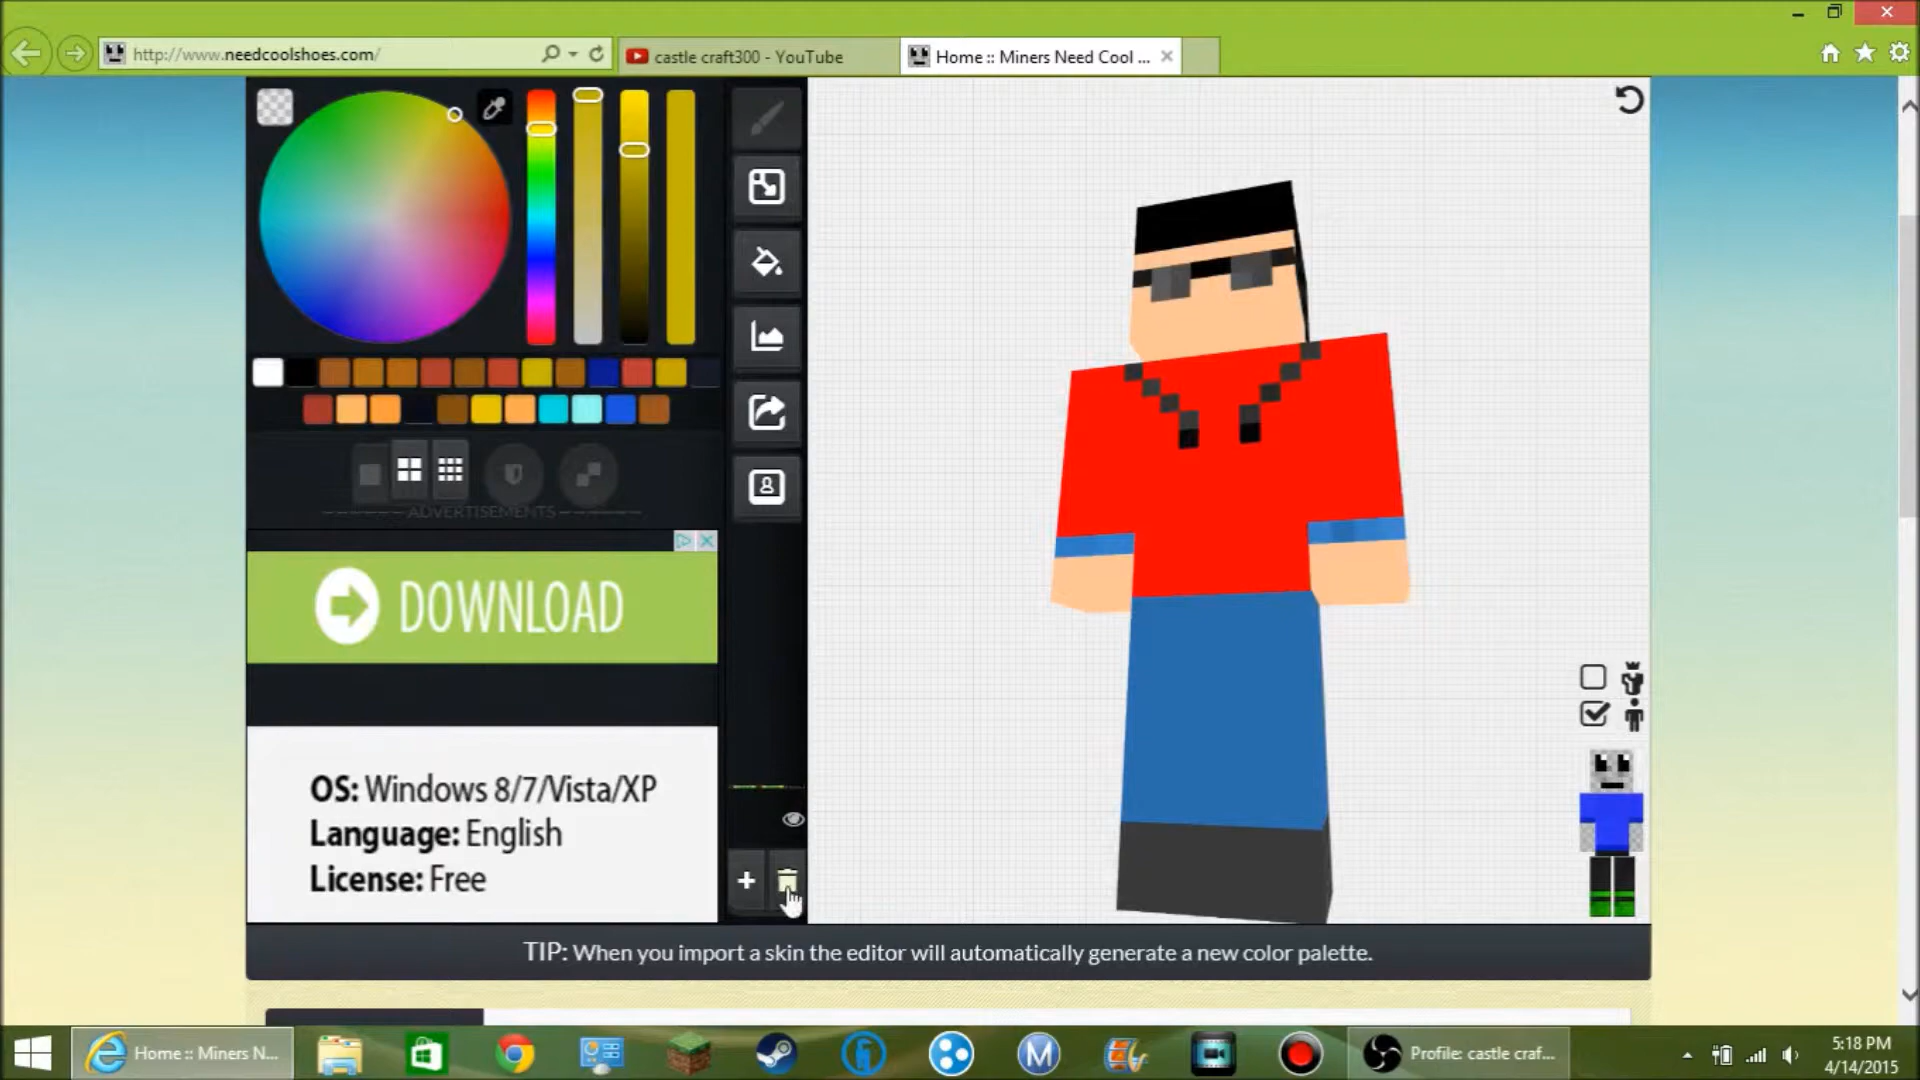 http://www.needcoolshoes.com/
castle craft300 - YouTube
Home :: Miners Need Cool ...
ADVERTISEMENTS
DOWNLOAD
OS: Windows 8/7/Vista/XP
Language: English
License: Free
TIP: When you import a skin the editor will automatically generate a new color palette.
Home :: Miners N...
M
Profile: castle craf...
5:18 PM
4/14/2015